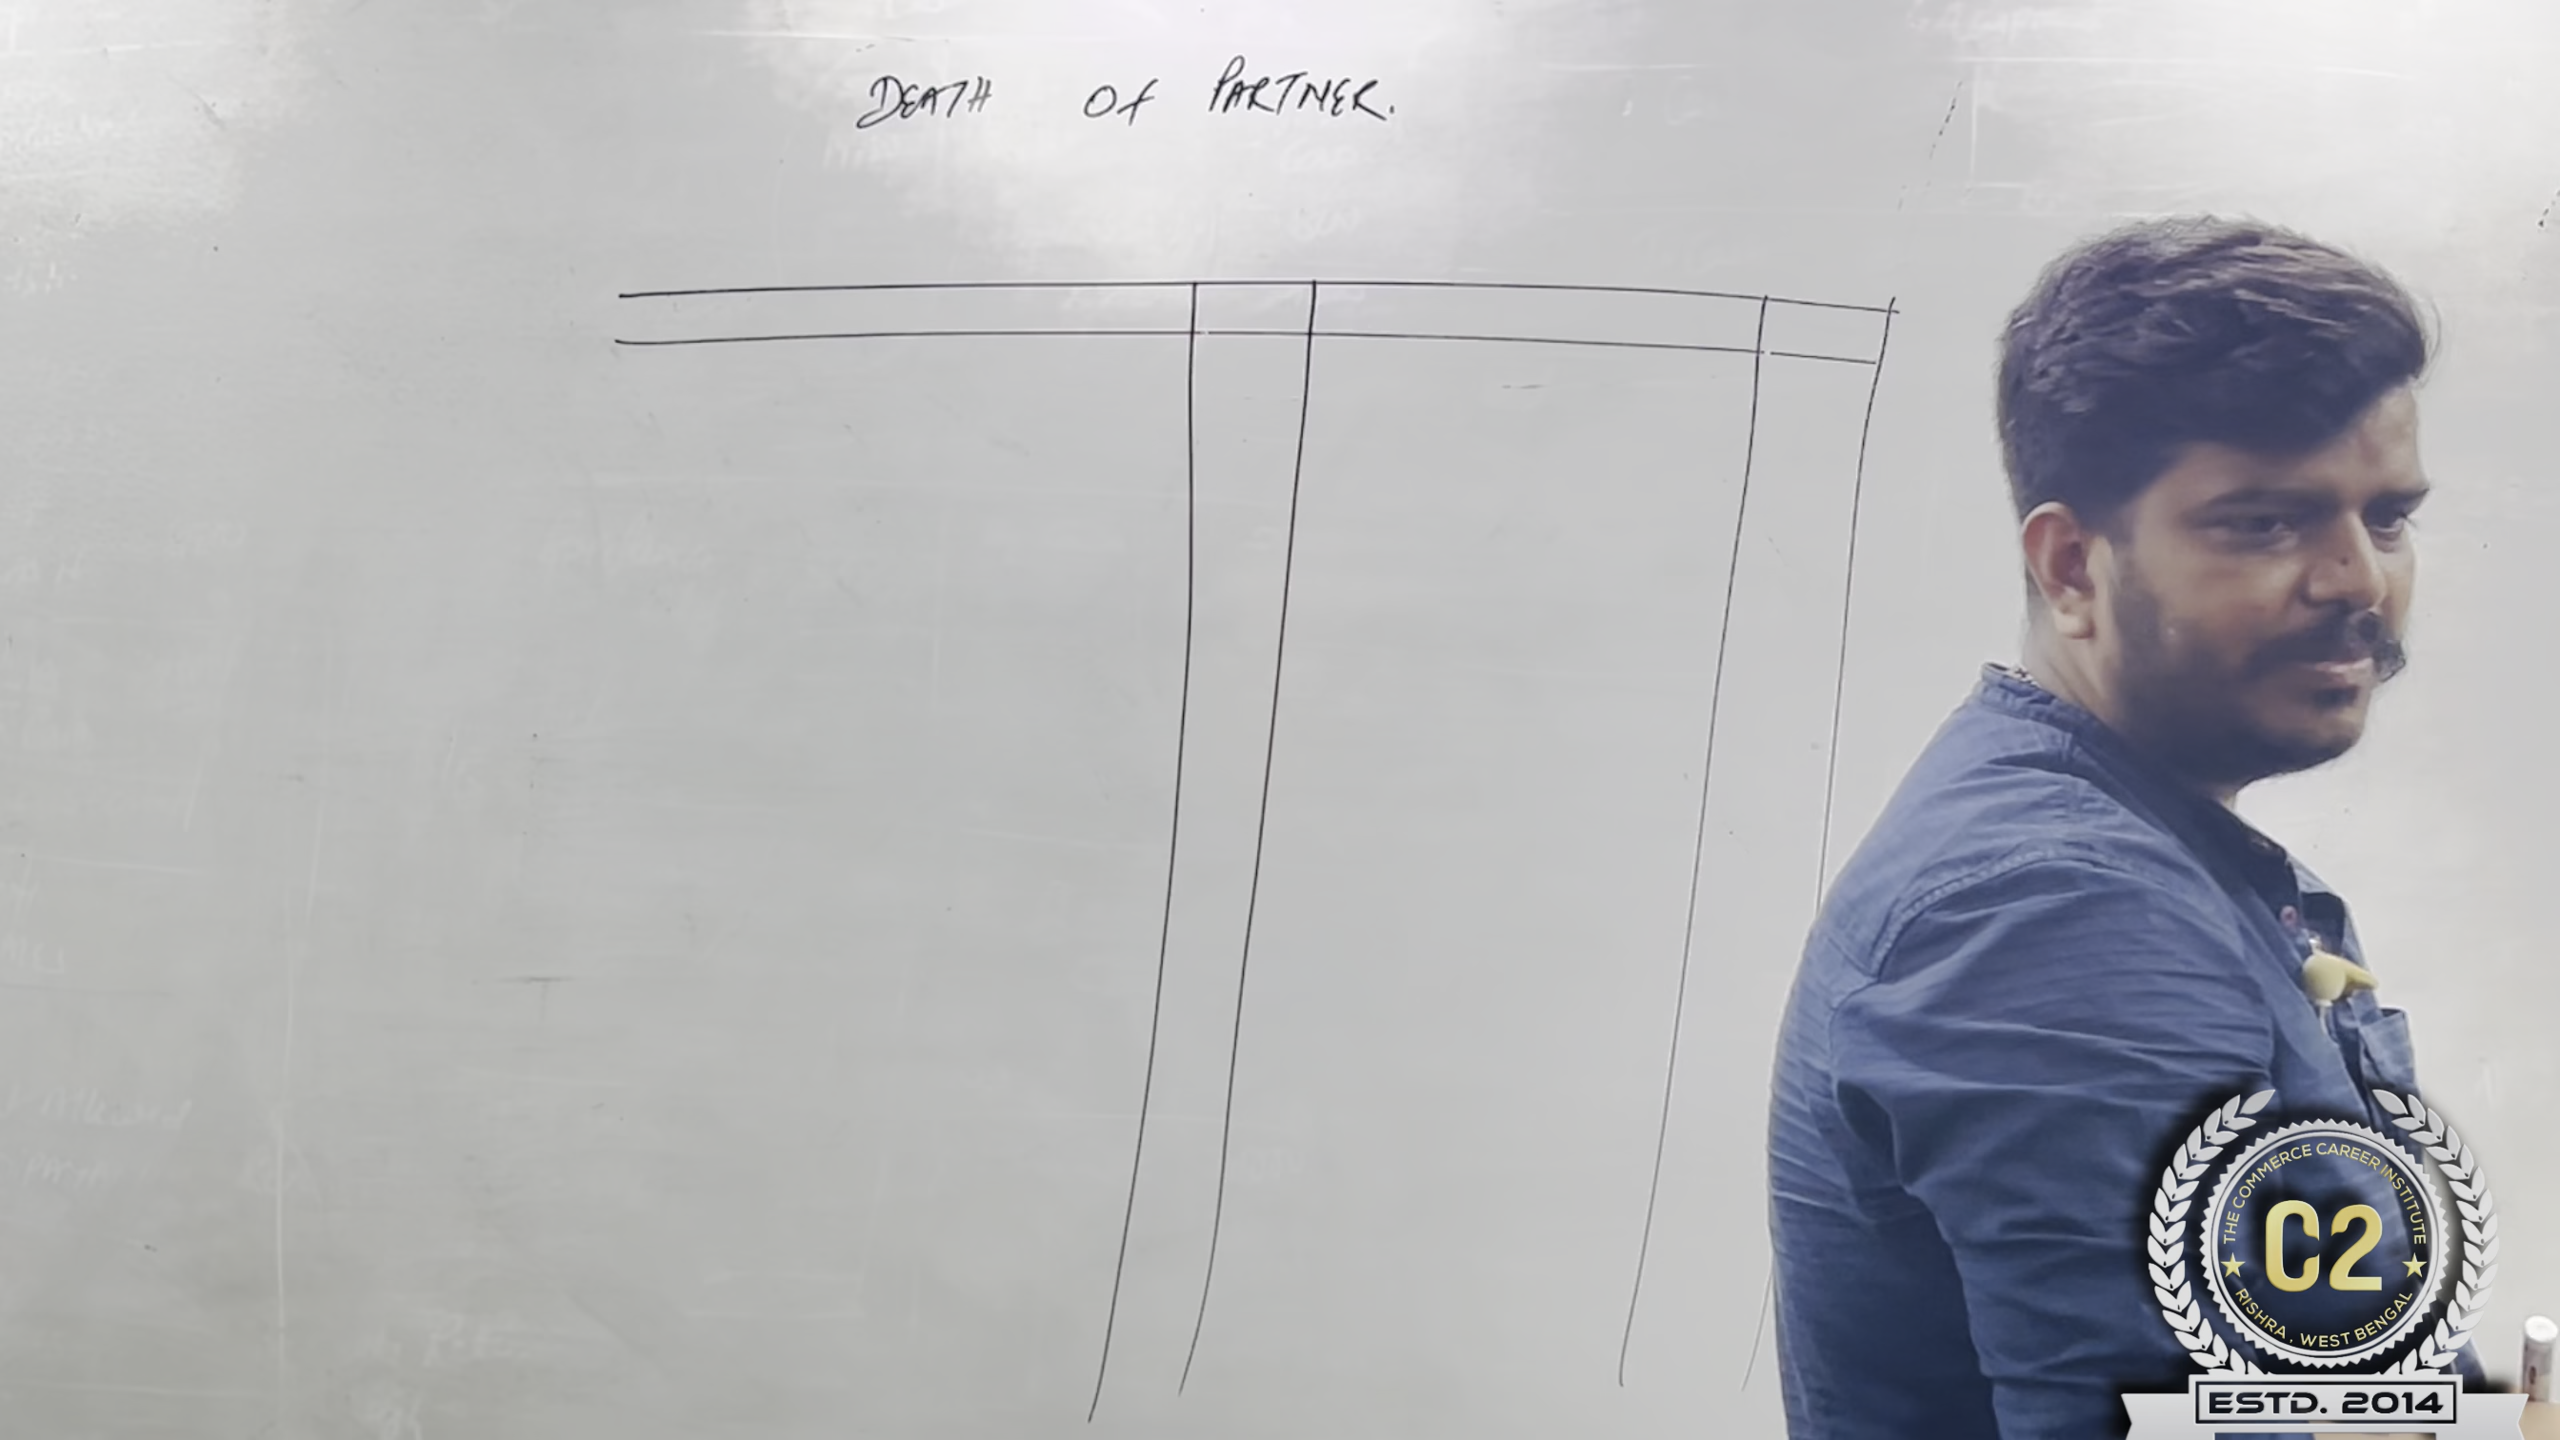 DEATH OF PARTNER.
THE COMMERCE CAREER INSTITUTE
C2
RISHRA, WEST BENGAL
ESTD. 2014